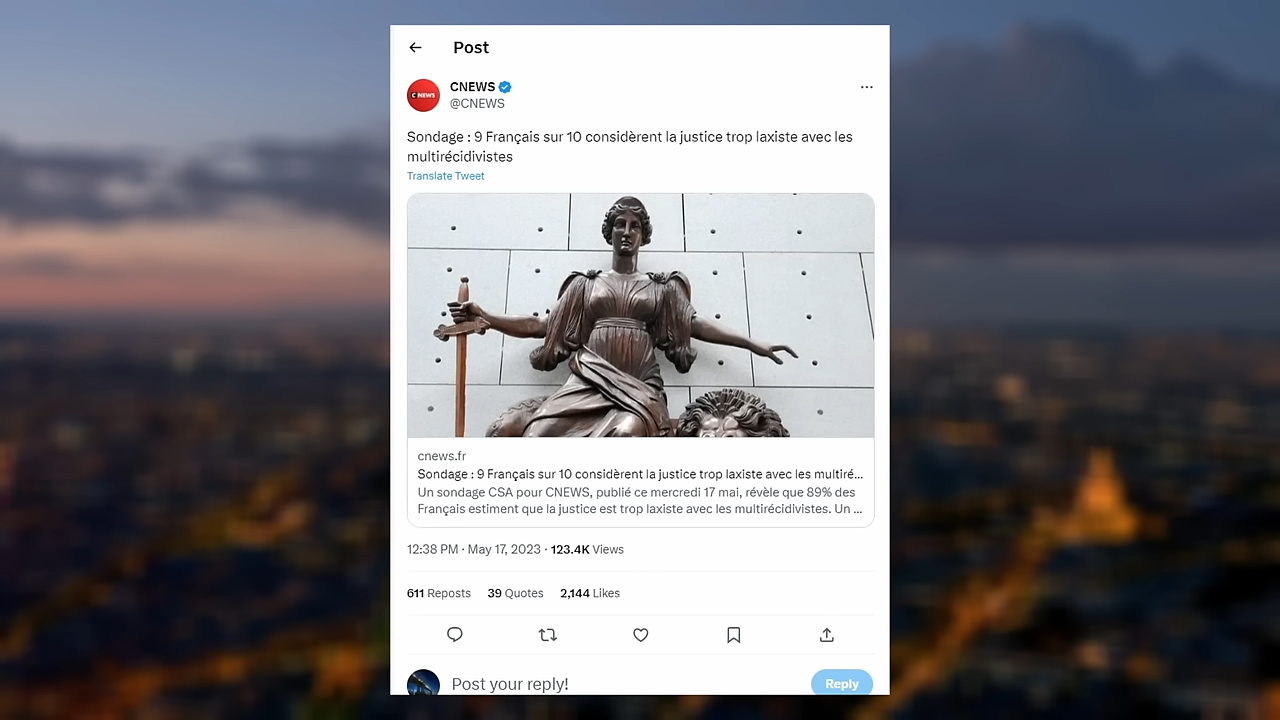 Post
CNEWS
@CNEWS
CNEWS
Sondage : 9 Français sur 10 considèrent la justice trop laxiste avec les
multirécidivistes
Translate Tweet
cnews.fr
Sondage : 9 Français sur 10 considèrent la justice trop laxiste avec les multiré...
Un sondage CSA pour CNEWS, publié ce mercredi 17 mai, révèle que 89% des
Français estiment que la justice est trop laxiste avec les multirécidivistes. Un ...
12:38 PM · May 17, 2023 · 123.4K Views
611 Reposts 39 Quotes 2,144 Likes
Post your reply!
Reply